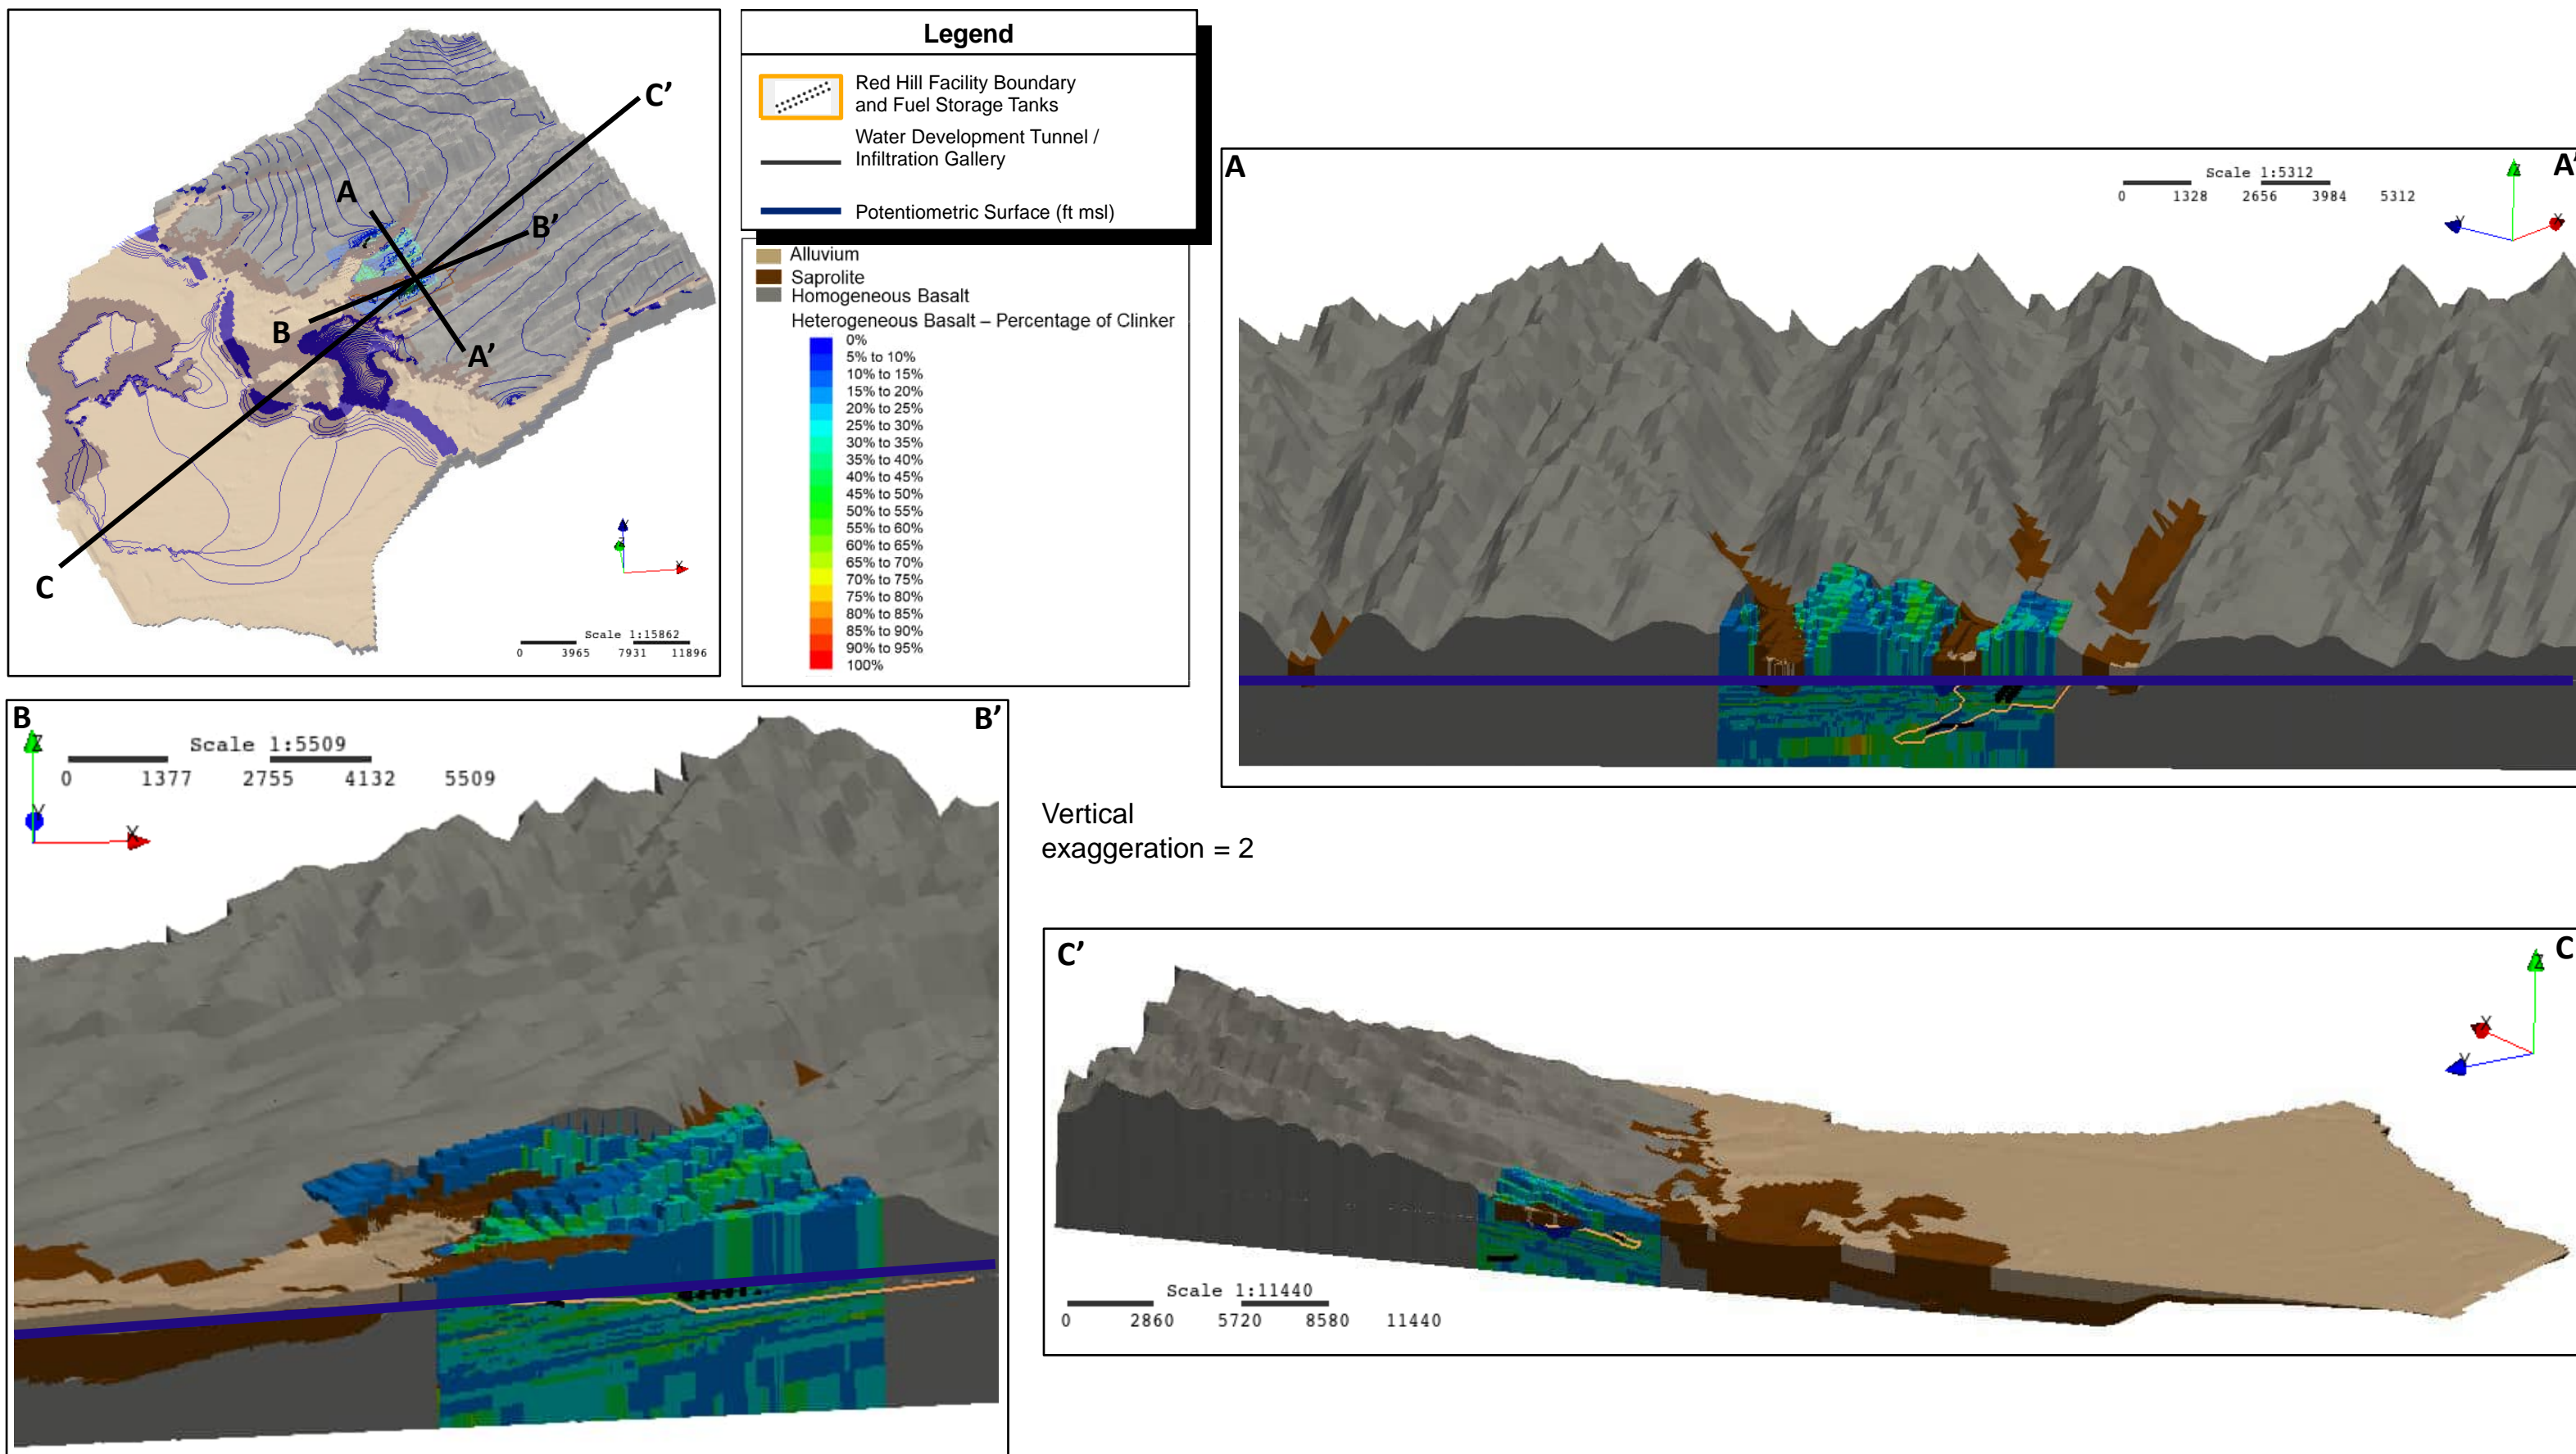 C’
A
B’
B
A’
C
Y
Z
X
Scale 1:15862
0 3965 7931 11896
Legend
Red Hill Facility Boundary
and Fuel Storage Tanks
Water Development Tunnel /
Infiltration Gallery
Potentiometric Surface (ft msl)
Alluvium
Saprolite
Homogeneous Basalt
Heterogeneous Basalt – Percentage of Clinker
0%
5% to 10%
10% to 15%
15% to 20%
20% to 25%
25% to 30%
30% to 35%
35% to 40%
40% to 45%
45% to 50%
50% to 55%
55% to 60%
60% to 65%
65% to 70%
70% to 75%
75% to 80%
80% to 85%
85% to 90%
90% to 95%
100%
A
A’
Scale 1:5312
0 1328 2656 3984 5312
Z
Y
X
B
B’
Z
Scale 1:5509
0 1377 2755 4132 5509
Y
X
Vertical
exaggeration = 2
C’
C
Z
X
Y
Scale 1:11440
0 2860 5720 8580 11440